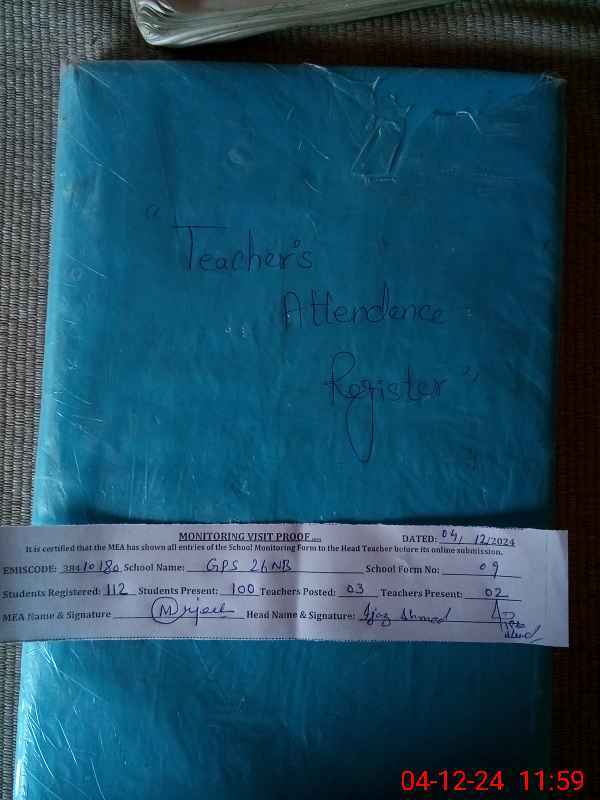 "Teacher's
Attendence
Register"
MONITORING VISIT PROOF
DATED: 04, 12/2024
It is certified that the MEA has shown all entries of the School Monitoring Form to the Head Teacher before its online submission.
EMISCODE: 38410180 School Name: GPS 26NB School Form No: 09
Students Registered: 112 Students Present: 100 Teachers Posted: 03 Teachers Present: 02
MEA Name & Signature Head Name & Signature: Ijaz Ahmed
04-12-24 11:59